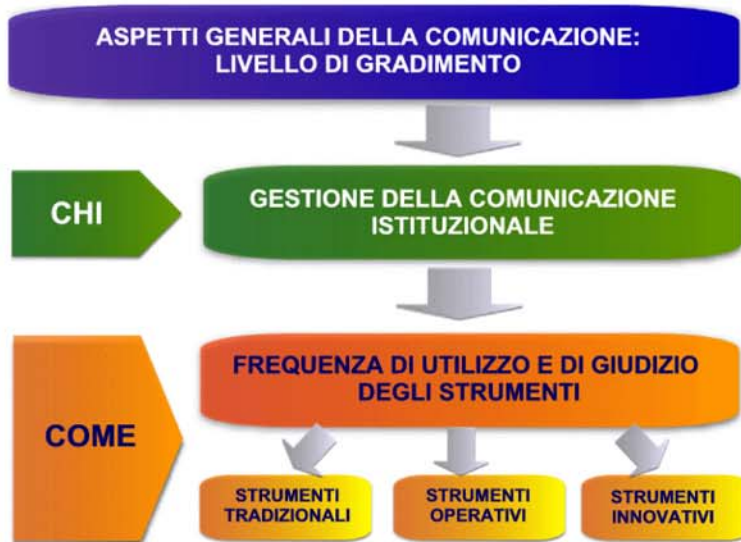 ASPETTI GENERALI DELLA COMUNICAZIONE:
LIVELLO DI GRADIMENTO
CHI
GESTIONE DELLA COMUNICAZIONE
ISTITUZIONALE
COME
FREQUENZA DI UTILIZZO E DI GIUDIZIO
DEGLI STRUMENTI
STRUMENTI
TRADIZIONALI
STRUMENTI
OPERATIVI
STRUMENTI
INNOVATIVI